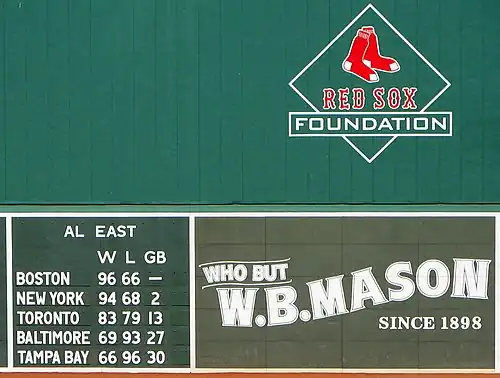 RED SOX
FOUNDATION
AL EAST
W L GB
BOSTON 96 66 —
NEW YORK 94 68 2
TORONTO 83 79 13
BALTIMORE 69 93 27
TAMPA BAY 66 96 30
WHO BUT
W.B.MASON
SINCE 1898